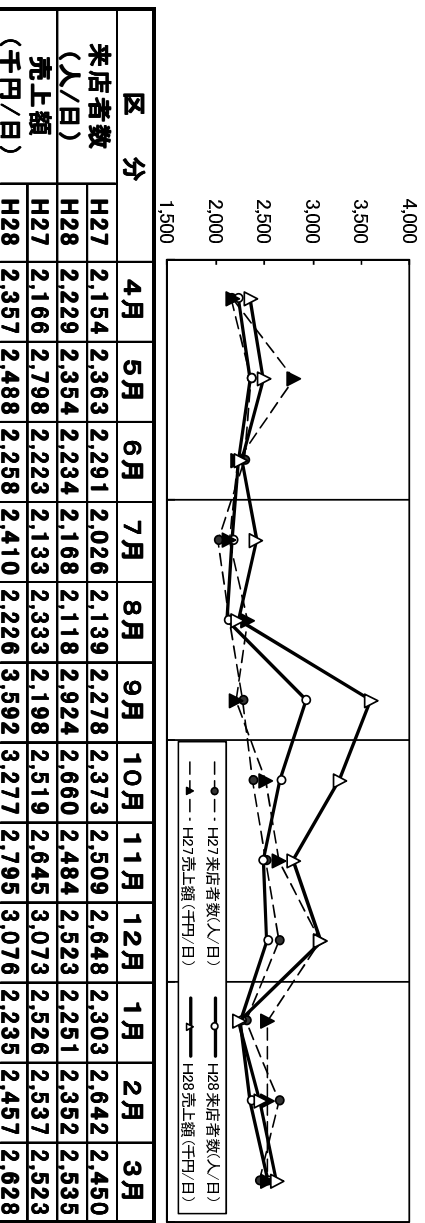 4,000
3,500
3,000
2,500
2,000
1,500
H27来店者数(人/日)
H28来店者数(人/日)
H27売上額(千円/日)
H28売上額(千円/日)
区 分 4月 5月 6月 7月 8月 9月 10月 11月 12月 1月 2月 3月
来店者数 (人/日) H27 2,154 2,363 2,291 2,026 2,139 2,278 2,373 2,509 2,648 2,303 2,642 2,450
H28 2,229 2,354 2,234 2,168 2,118 2,924 2,660 2,484 2,523 2,251 2,352 2,535
売上額 (千円/日) H27 2,166 2,798 2,223 2,133 2,333 2,198 2,519 2,645 3,073 2,526 2,537 2,523
H28 2,357 2,488 2,258 2,410 2,226 3,592 3,277 2,795 3,076 2,235 2,457 2,628